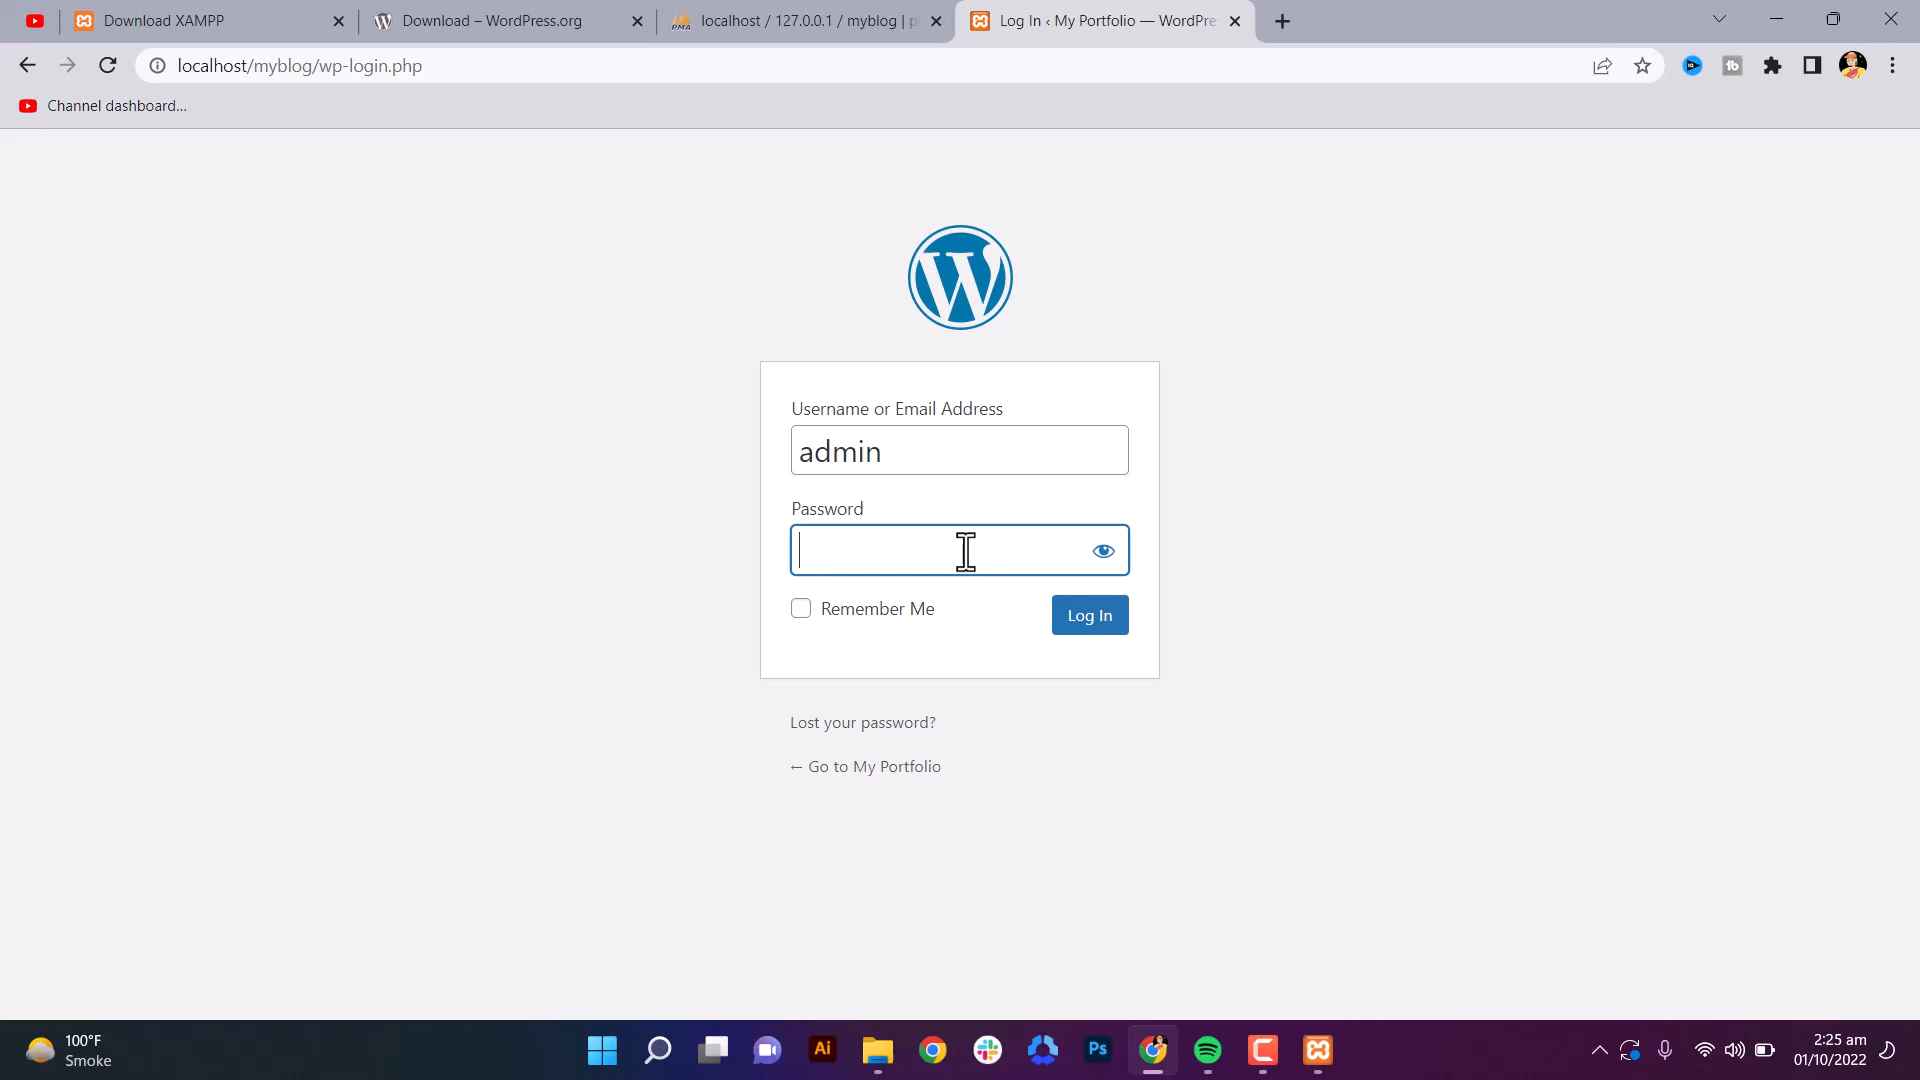 Download XAMPP
Download – WordPress.org
localhost / 127.0.0.1 / myblog | p
Log In ‹ My Portfolio — WordPre
localhost/myblog/wp-login.php
Channel dashboard...
Username or Email Address
admin
Password
Remember Me
Log In
Lost your password?
← Go to My Portfolio
100°F
Smoke
Ai
Ps
2:25 am
01/10/2022